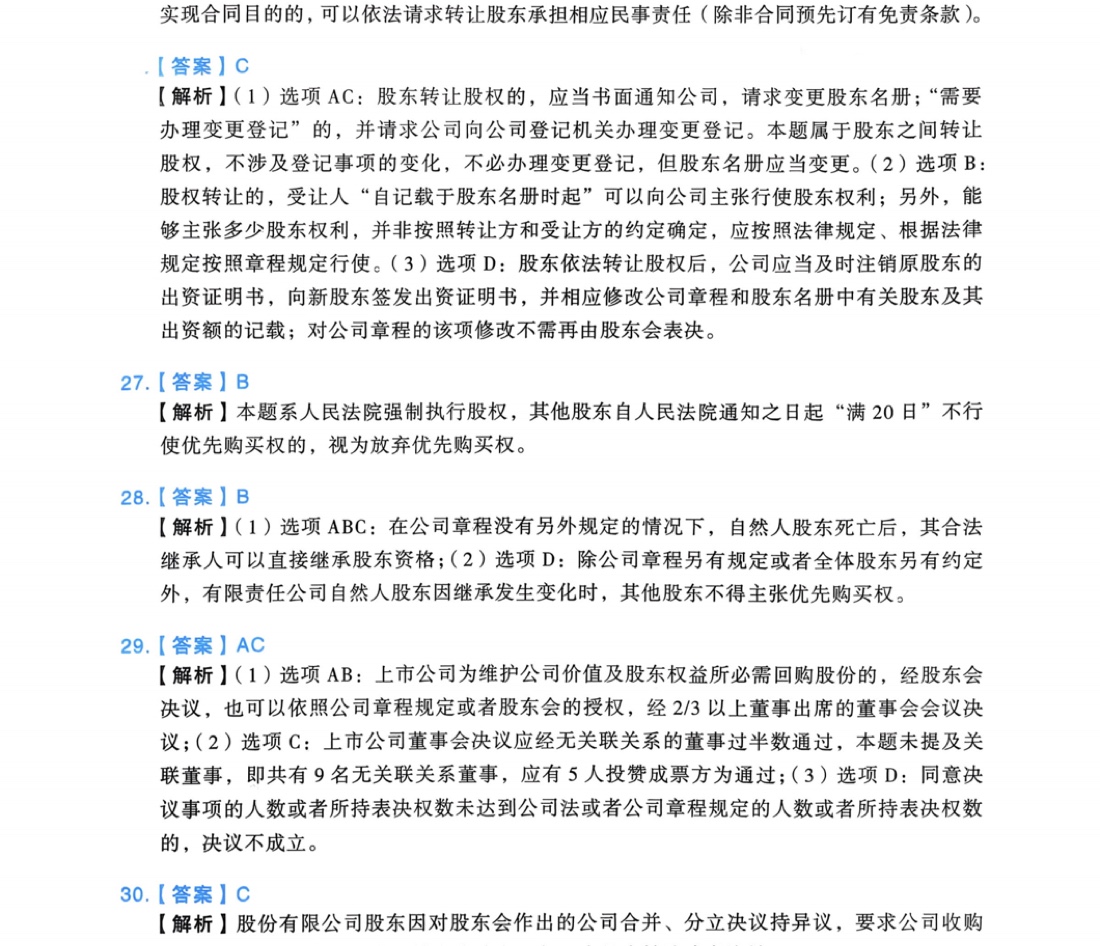 实现合同目的的，可以依法请求转让股东承担相应民事责任（除非合同预先订有免责条款）。
.【答案】C
【解析】（1）选项 AC：股东转让股权的，应当书面通知公司，请求变更股东名册；“需要
办理变更登记”的，并请求公司向公司登记机关办理变更登记。本题属于股东之间转让
股权，不涉及登记事项的变化，不必办理变更登记，但股东名册应当变更。（2）选项 B：
股权转让的，受让人“自记载于股东名册时起”可以向公司主张行使股东权利；另外，能
够主张多少股东权利，并非按照转让方和受让方的约定确定，应按照法律规定、根据法律
规定按照章程规定行使。（3）选项 D：股东依法转让股权后，公司应当及时注销原股东的
出资证明书，向新股东签发出资证明书，并相应修改公司章程和股东名册中有关股东及其
出资额的记载；对公司章程的该项修改不需再由股东会表决。
27.【答案】B
【解析】本题系人民法院强制执行股权，其他股东自人民法院通知之日起“满 20 日”不行
使优先购买权的，视为放弃优先购买权。
28.【答案】B
【解析】（1）选项 ABC：在公司章程没有另外规定的情况下，自然人股东死亡后，其合法
继承人可以直接继承股东资格；（2）选项 D：除公司章程另有规定或者全体股东另有约定
外，有限责任公司自然人股东因继承发生变化时，其他股东不得主张优先购买权。
29.【答案】AC
【解析】（1）选项 AB：上市公司为维护公司价值及股东权益所必需回购股份的，经股东会
决议，也可以依照公司章程规定或者股东会的授权，经 2/3 以上董事出席的董事会会议决
议；（2）选项 C：上市公司董事会决议应经无关联关系的董事过半数通过，本题未提及关
联董事，即共有 9 名无关联关系董事，应有 5 人投赞成票方为通过；（3）选项 D：同意决
议事项的人数或者所持表决权数未达到公司法或者公司章程规定的人数或者所持表决权数
的，决议不成立。
30.【答案】C
【解析】股份有限公司股东因对股东会作出的公司合并、分立决议持异议，要求公司收购